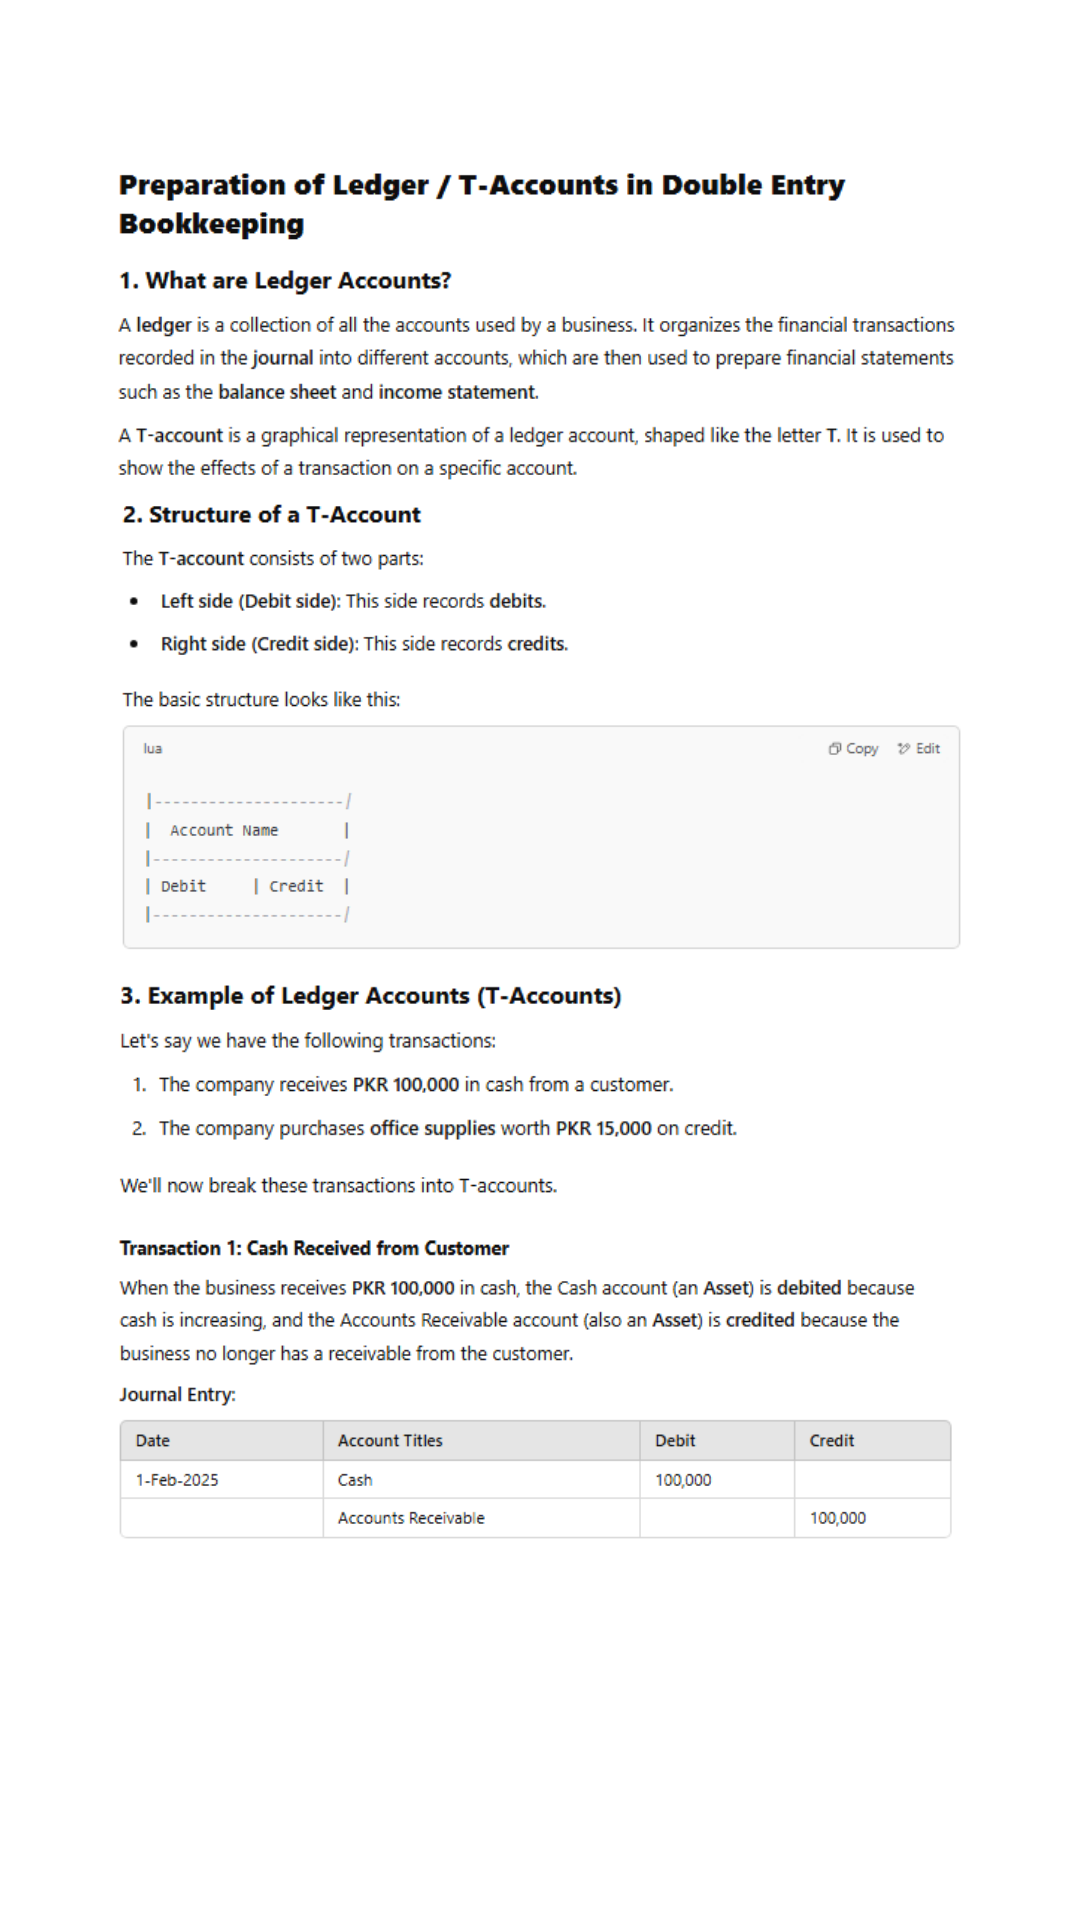 Preparation of Ledger / T-Accounts in Double Entry
Bookkeeping
1. What are Ledger Accounts?
A ledger is a collection of all the accounts used by a business. It organizes the financial transactions
recorded in the journal into different accounts, which are then used to prepare financial statements
such as the balance sheet and income statement.
A T-account is a graphical representation of a ledger account, shaped like the letter T. It is used to
show the effects of a transaction on a specific account.
2. Structure of a T-Account
The T-account consists of two parts:
• Left side (Debit side): This side records debits.
• Right side (Credit side): This side records credits.
The basic structure looks like this:
lua Copy Edit
|---------------------/
| Account Name |
|---------------------/
| Debit | Credit |
|---------------------/
3. Example of Ledger Accounts (T-Accounts)
Let's say we have the following transactions:
1. The company receives PKR 100,000 in cash from a customer.
2. The company purchases office supplies worth PKR 15,000 on credit.
We'll now break these transactions into T-accounts.
Transaction 1: Cash Received from Customer
When the business receives PKR 100,000 in cash, the Cash account (an Asset) is debited because
cash is increasing, and the Accounts Receivable account (also an Asset) is credited because the
business no longer has a receivable from the customer.
Journal Entry:
Date Account Titles Debit Credit
1-Feb-2025 Cash 100,000
Accounts Receivable 100,000